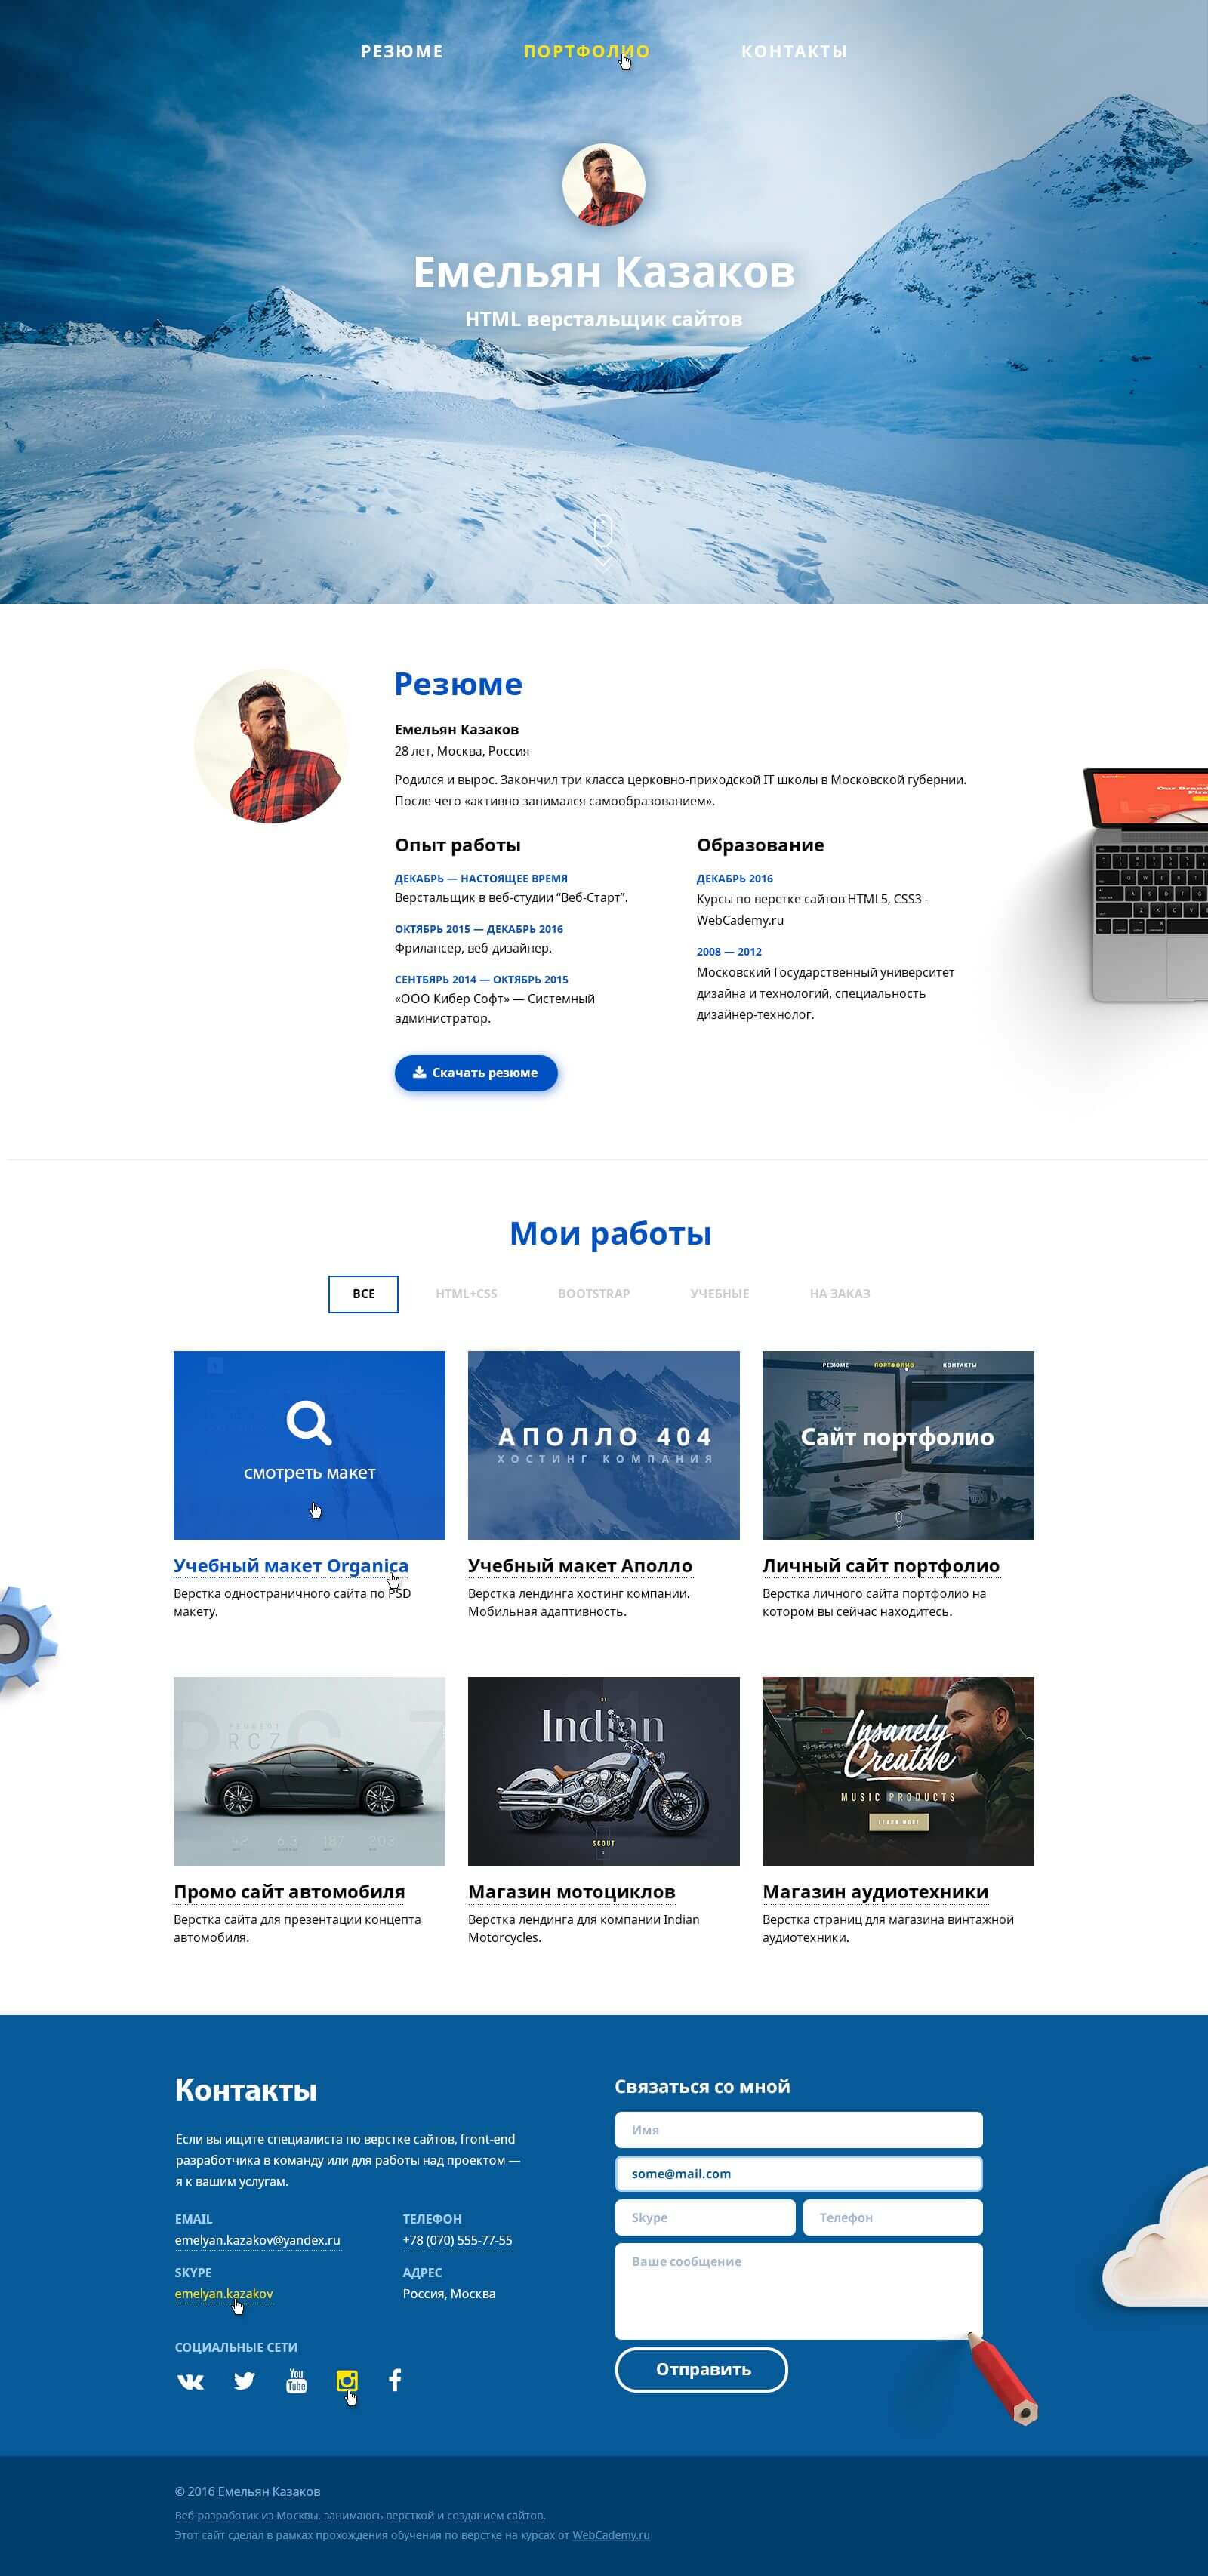 РЕЗЮМЕ ПОРТФОЛИО КОНТАКТЫ
Емельян Казаков
HTML верстальщик сайтов
Резюме
Емельян Казаков
28 лет, Москва, Россия
Родился и вырос. Закончил три класса церковно-приходской IT школы в Московской губернии.
После чего «активно занимался самообразованием».
Опыт работы
ДЕКАБРЬ — НАСТОЯЩЕЕ ВРЕМЯ
Верстальщик в веб-студии “Веб-Старт”.
ОКТЯБРЬ 2015 — ДЕКАБРЬ 2016
Фрилансер, веб-дизайнер.
СЕНТБЯРЬ 2014 — ОКТЯБРЬ 2015
«ООО Кибер Софт» — Системный
администратор.
Образование
ДЕКАБРЬ 2016
Курсы по верстке сайтов HTML5, CSS3 -
WebCademy.ru
2008 — 2012
Московский Государственный университет
дизайна и технологий, специальность
дизайнер-технолог.
Скачать резюме
Мои работы
ВСЕ HTML+CSS BOOTSTRAP УЧЕБНЫЕ НА ЗАКАЗ
смотреть макет
Учебный макет Organica
Верстка одностраничного сайта по PSD
макету.
АПОЛЛО 404
ХОСТИНГ КОМПАНИЯ
Учебный макет Аполло
Верстка лендинга хостинг компании.
Мобильная адаптивность.
РЕЗЮМЕ ПОРТФОЛИО КОНТАКТЫ
Сайт портфолио
Личный сайт портфолио
Верстка личного сайта портфолио на
котором вы сейчас находитесь.
PEUGEOT
RCZ
Промо сайт автомобиля
Верстка сайта для презентации концепта
автомобиля.
Indian
SCOUT
Магазин мотоциклов
Верстка лендинга для компании Indian
Motorcycles.
Insanely
Creative
MUSIC PRODUCTS
LEARN MORE
Магазин аудиотехники
Верстка страниц для магазина винтажной
аудиотехники.
Контакты
Если вы ищите специалиста по верстке сайтов, front-end
разработчика в команду или для работы над проектом —
я к вашим услугам.
EMAIL
emelyan.kazakov@yandex.ru
ТЕЛЕФОН
+78 (070) 555-77-55
SKYPE
emelyan.kazakov
АДРЕС
Россия, Москва
СОЦИАЛЬНЫЕ СЕТИ
You
Tube
Связаться со мной
Имя
some@mail.com
Skype Телефон
Ваше сообщение
Отправить
© 2016 Емельян Казаков
Веб-разработик из Москвы, занимаюсь версткой и созданием сайтов.
Этот сайт сделал в рамках прохождения обучения по верстке на курсах от WebCademy.ru